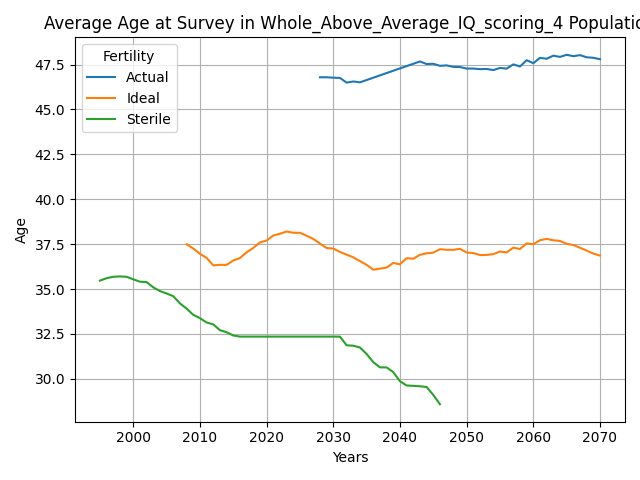 Average Age at Survey in Whole_Above_Average_IQ_scoring_4 Populatio
Fertility
Actual
Ideal
Sterile
Age
47.5
45.0
42.5
40.0
37.5
35.0
32.5
30.0
2000 2010 2020 2030 2040 2050 2060 2070
Years